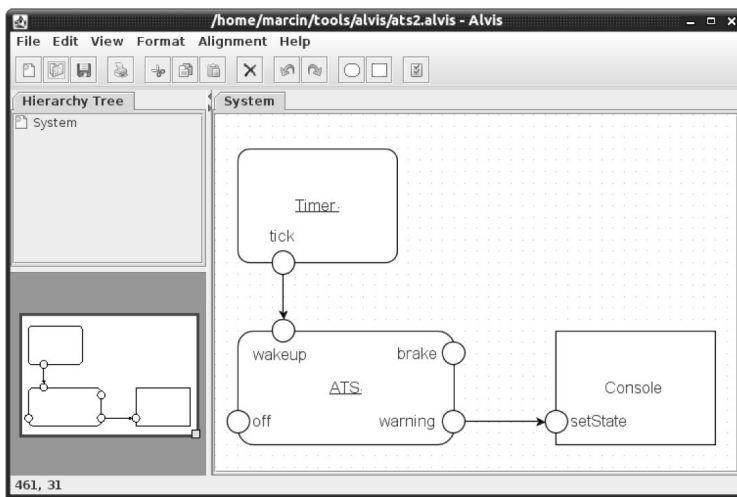 /home/marcin/tools/alvis/ats2.alvis - Alvis
File Edit View Format Alignment Help
Hierarchy Tree
System
System
Timer
tick
wakeup
brake
ATS
Console
off
warning
setState
461, 31